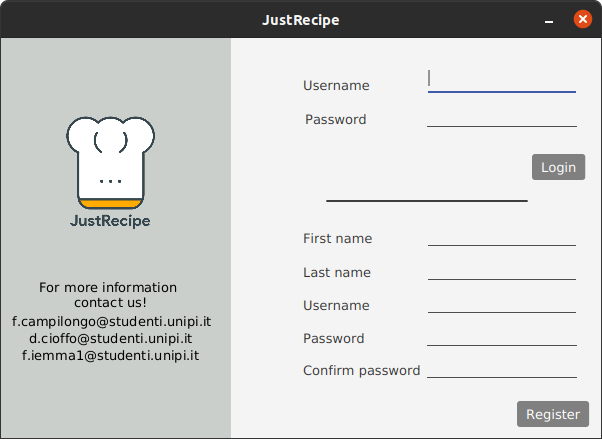 JustRecipe
JustRecipe
For more information
contact us!
f.campilongo@studenti.unipi.it
d.cioffo@studenti.unipi.it
f.iemma1@studenti.unipi.it
Username
Password
Login
First name
Last name
Username
Password
Confirm password
Register